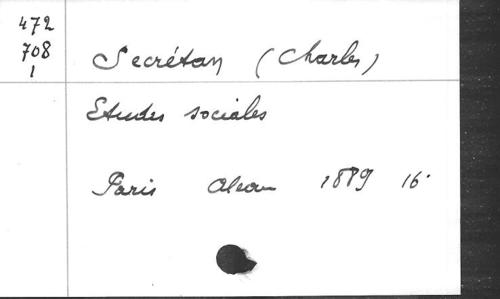 472
708
1
Secrétan (Charles)
Etudes sociales
Paris Alcan 1889 16°